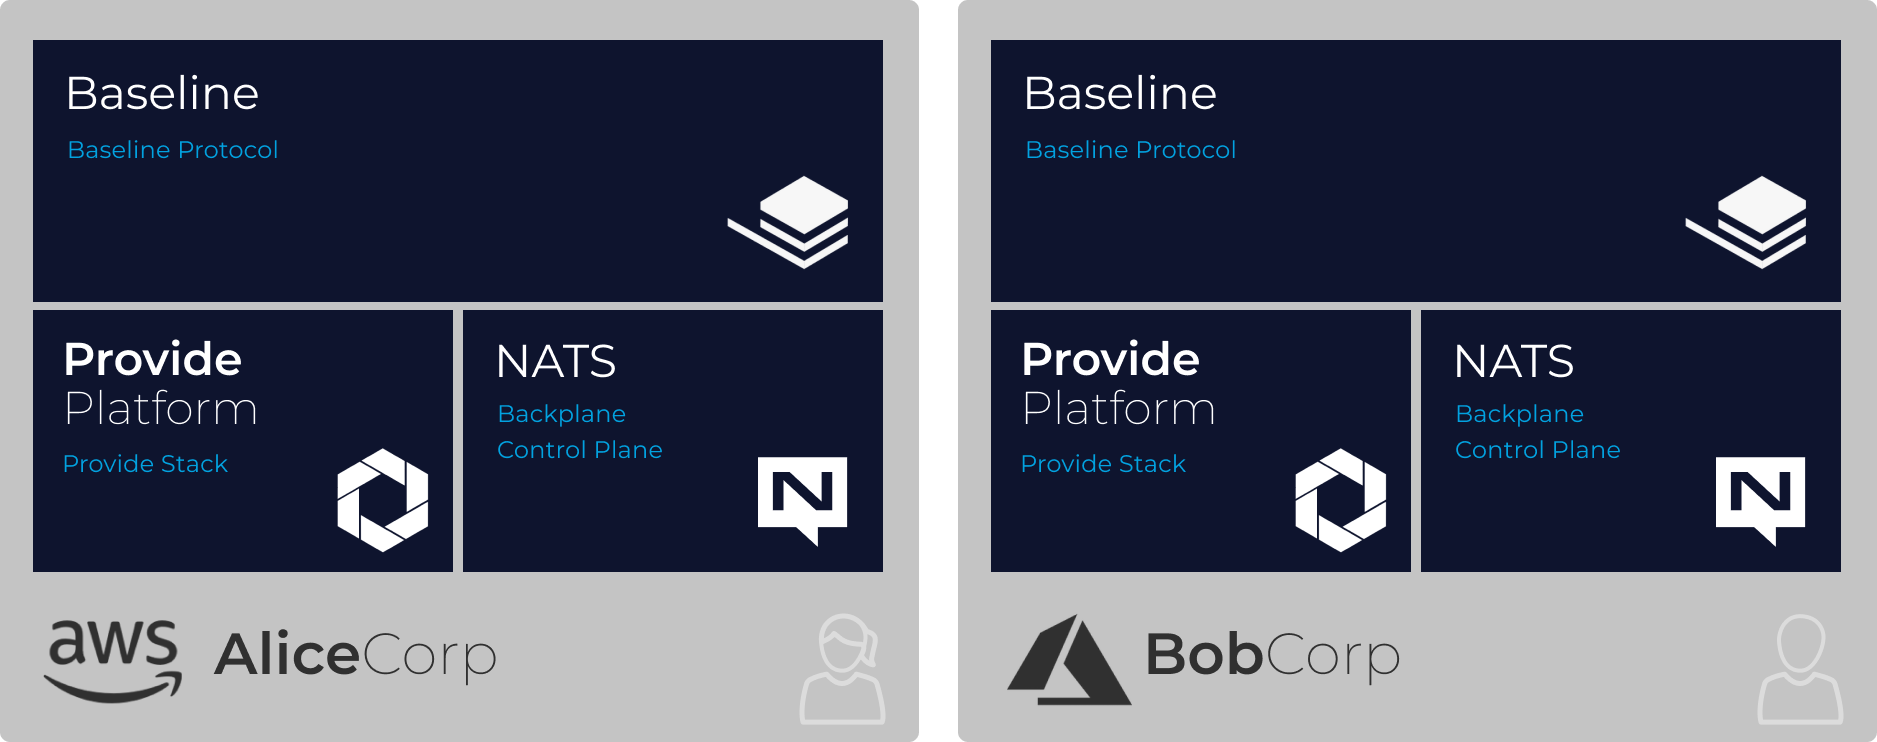 Baseline
Baseline Protocol
Provide
Platform
Provide Stack
NATS
Backplane
Control Plane
N
aws
AliceCorp
Baseline
Baseline Protocol
Provide
Platform
Provide Stack
NATS
Backplane
Control Plane
N
BobCorp